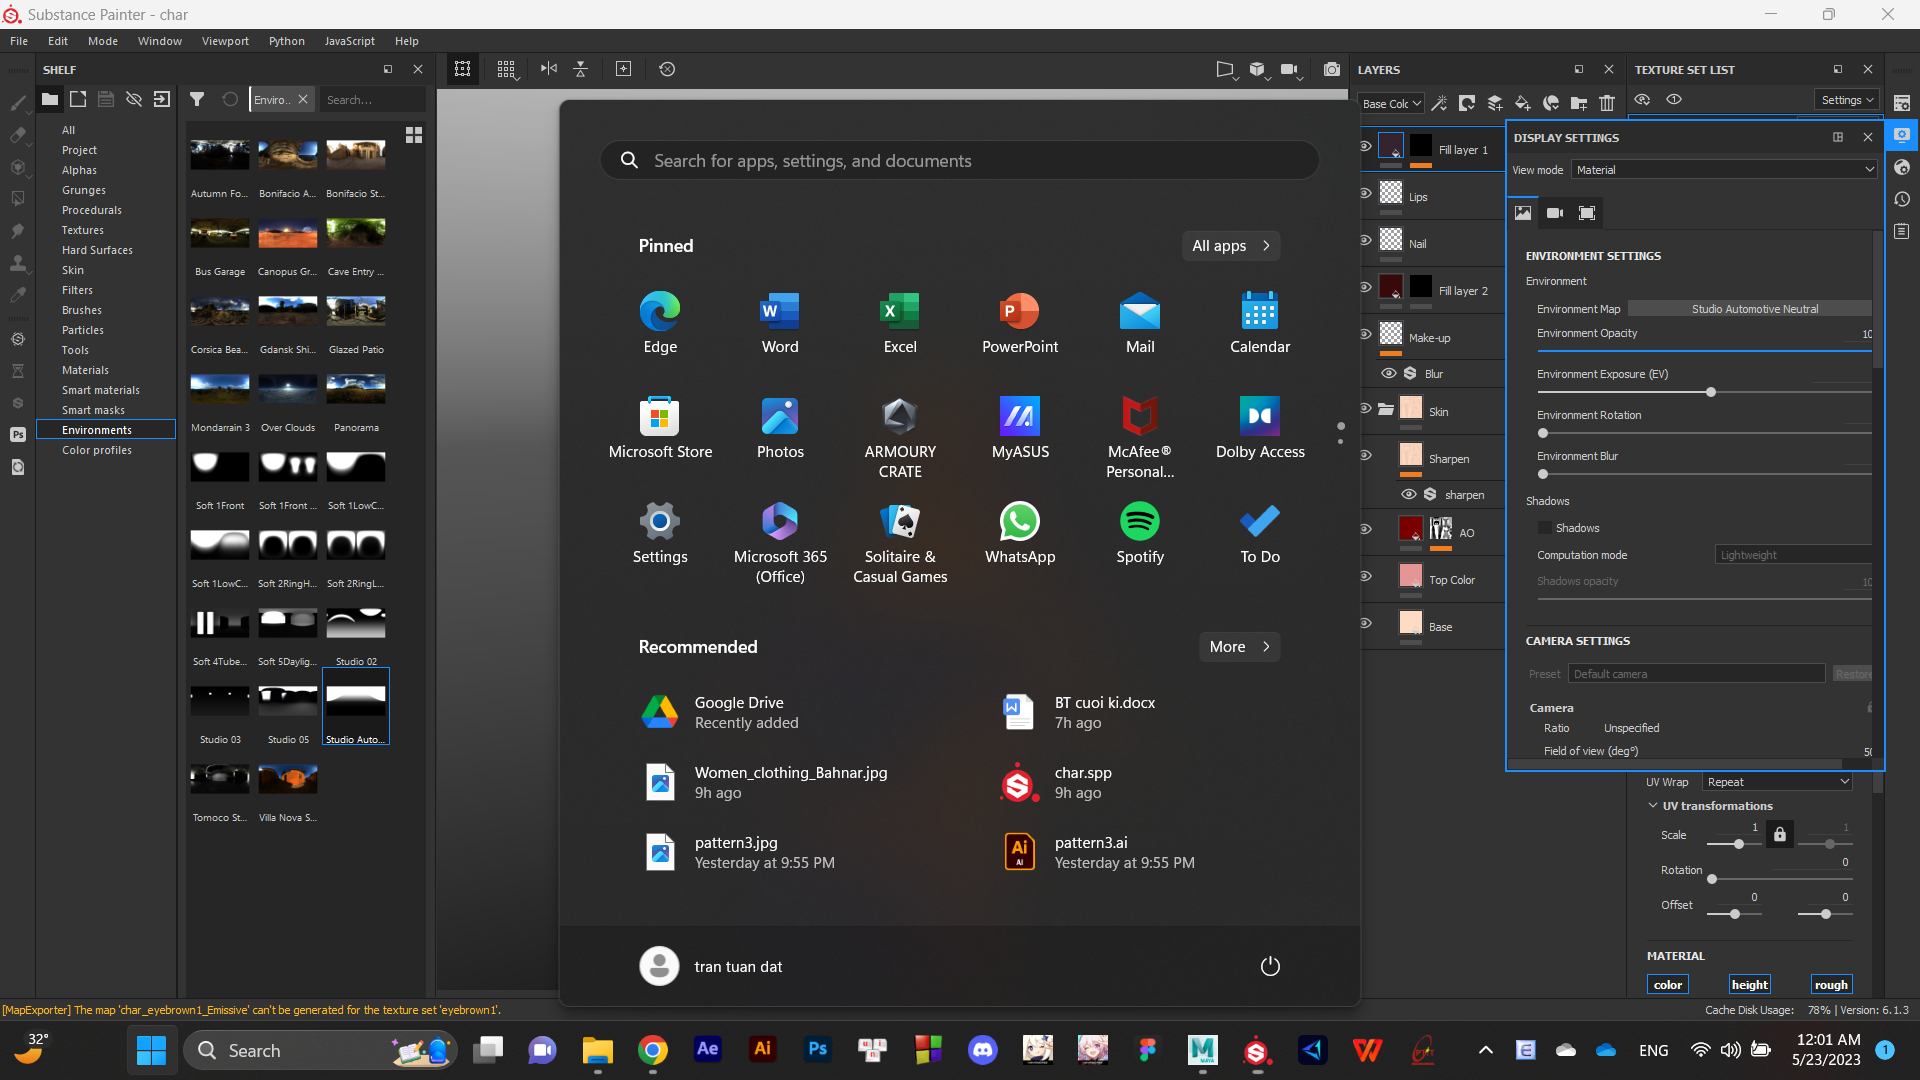 Substance Painter - char
File Edit Mode Window Viewport Python JavaScript Help
SHELF
Enviro..
Search...
All
Project
Alphas
Grunges
Procedurals
Textures
Hard Surfaces
Skin
Filters
Brushes
Particles
Tools
Materials
Smart materials
Smart masks
Environments
Color profiles
Autumn Fo... Bonifacio A... Bonifacio St...
Bus Garage Canopus Gr... Cave Entry ...
Corsica Bea... Gdansk Shi... Glazed Patio
Mondarrain 3 Over Clouds Panorama
Soft 1Front Soft 1Front ... Soft 1LowC...
Soft 1LowC... Soft 2RingH... Soft 2RingL...
Soft 4Tube... Soft 5Daylig... Studio 02
Studio 03 Studio 05 Studio Auto...
Tomoco St... Villa Nova S...
Search for apps, settings, and documents
Pinned
All apps
Edge Word Excel PowerPoint Mail Calendar
Microsoft Store Photos ARMOURY CRATE MyASUS McAfee® Personal... Dolby Access
Settings Microsoft 365 (Office) Solitaire & Casual Games WhatsApp Spotify To Do
Recommended
More
Google Drive
Recently added
BT cuoi ki.docx
7h ago
Women_clothing_Bahnar.jpg
9h ago
char.spp
9h ago
pattern3.jpg
Yesterday at 9:55 PM
pattern3.ai
Yesterday at 9:55 PM
tran tuan dat
LAYERS
Base Colo
Fill layer 1
Lips
Nail
Fill layer 2
Make-up
Blur
Skin
Sharpen
sharpen
AO
Top Color
Base
TEXTURE SET LIST
Settings
DISPLAY SETTINGS
View mode Material
ENVIRONMENT SETTINGS
Environment
Environment Map Studio Automotive Neutral
Environment Opacity 10
Environment Exposure (EV)
Environment Rotation
Environment Blur
Shadows
Shadows
Computation mode Lightweight
Shadows opacity 10
CAMERA SETTINGS
Preset Default camera Restore
Camera
Ratio Unspecified
Field of view (deg°) 50
UV Wrap Repeat
UV transformations
Scale 1 1
Rotation 0
Offset 0 0
MATERIAL
color height rough
[MapExporter] The map 'char_eyebrown1_Emissive' can't be generated for the texture set 'eyebrown1'.
Cache Disk Usage: 78% | Version: 6.1.3
32°
Search
Ae
Ai
Ps
MAYA
ENG
12:01 AM
5/23/2023
1